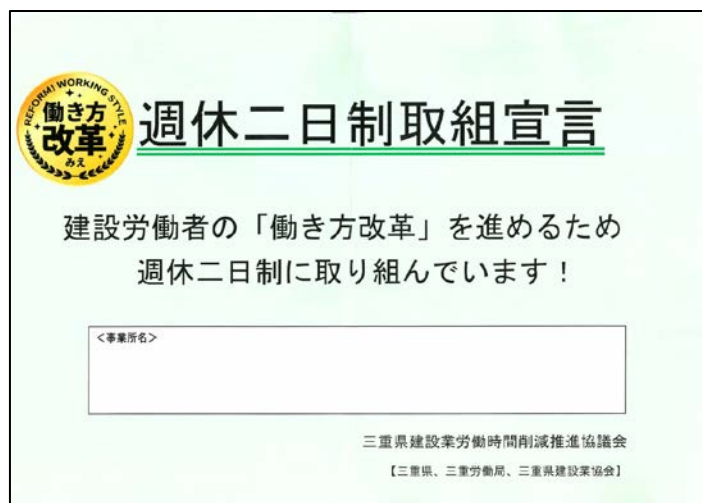 REFORM! WORKING STYLE
働き方
改革
みえ
週休二日制取組宣言
建設労働者の「働き方改革」を進めるため
週休二日制に取り組んでいます！
＜事業所名＞
三重県建設業労働時間削減推進協議会
【三重県、三重労働局、三重県建設業協会】